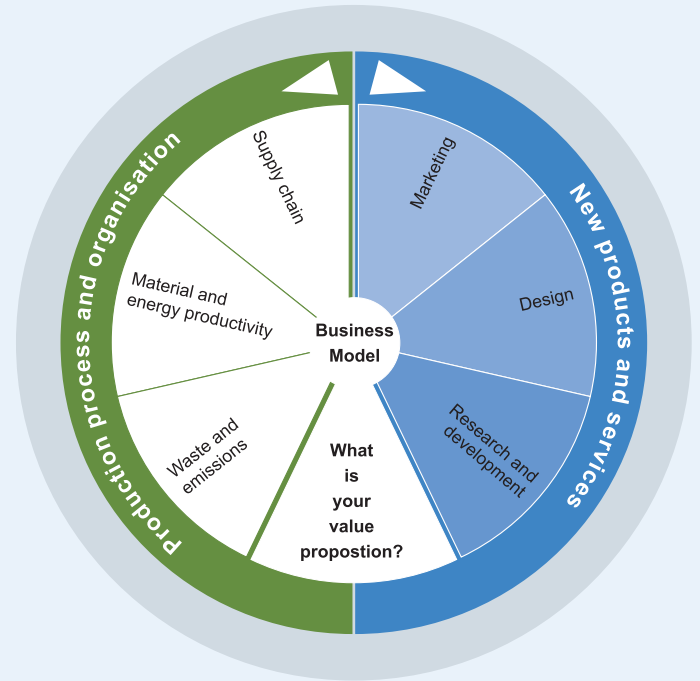 Production process and organisation
New products and services
Supply chain
Marketing
Material and
energy productivity
Design
Business
Model
Waste and
emissions
Research and
development
What
is
your
value
propostion?